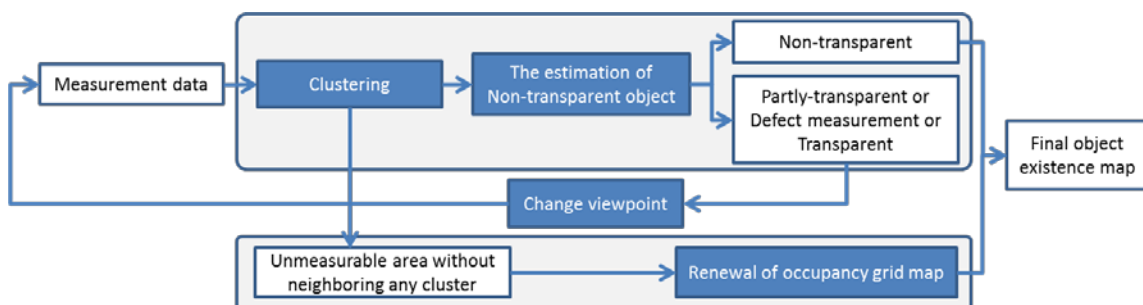 Measurement data
Clustering
The estimation of
Non-transparent object
Non-transparent
Partly-transparent or
Defect measurement or
Transparent
Final object
existence map
Change viewpoint
Unmeasurable area without
neighboring any cluster
Renewal of occupancy grid map